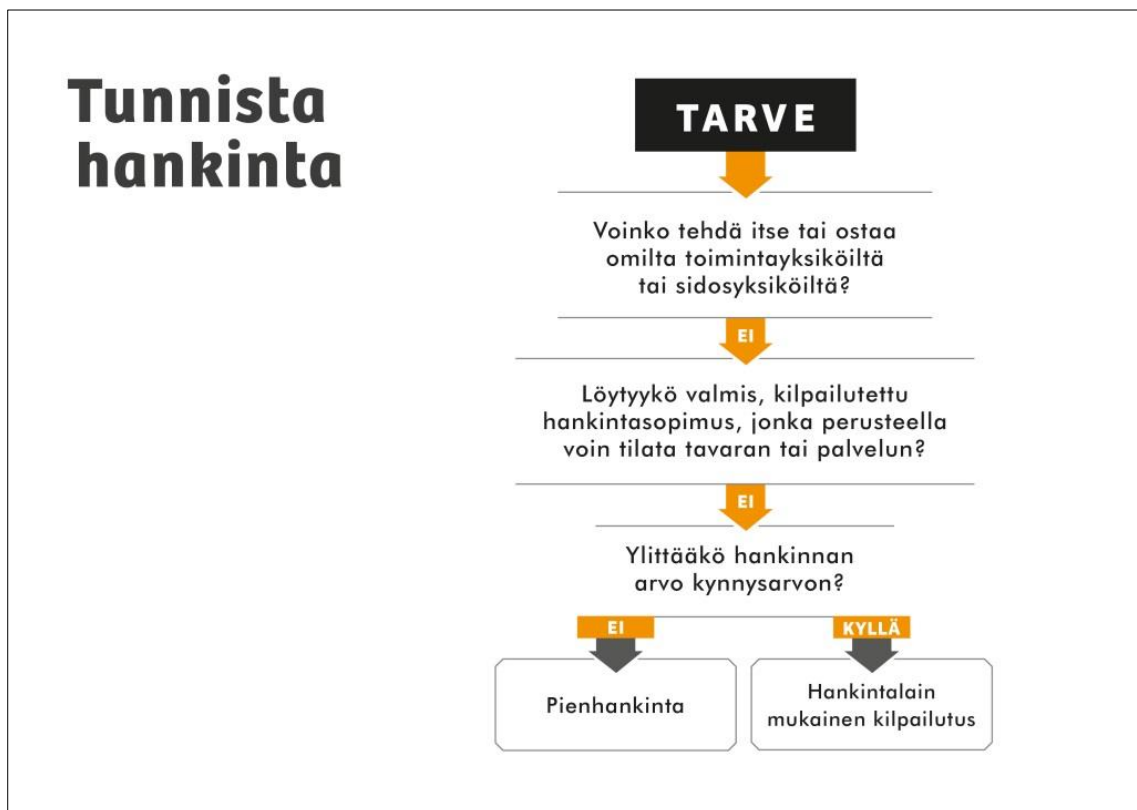 Tunnista
hankinta
TARVE
Voinko tehdä itse tai ostaa
omilta toimintayksiköiltä
tai sidosyksiköiltä?
EI
Löytyykö valmis, kilpailutettu
hankintasopimus, jonka perusteella
voin tilata tavaran tai palvelun?
EI
Ylittääkö hankinnan
arvo kynnysarvon?
EI
KYLLÄ
Pienhankinta
Hankintalain
mukainen kilpailutus